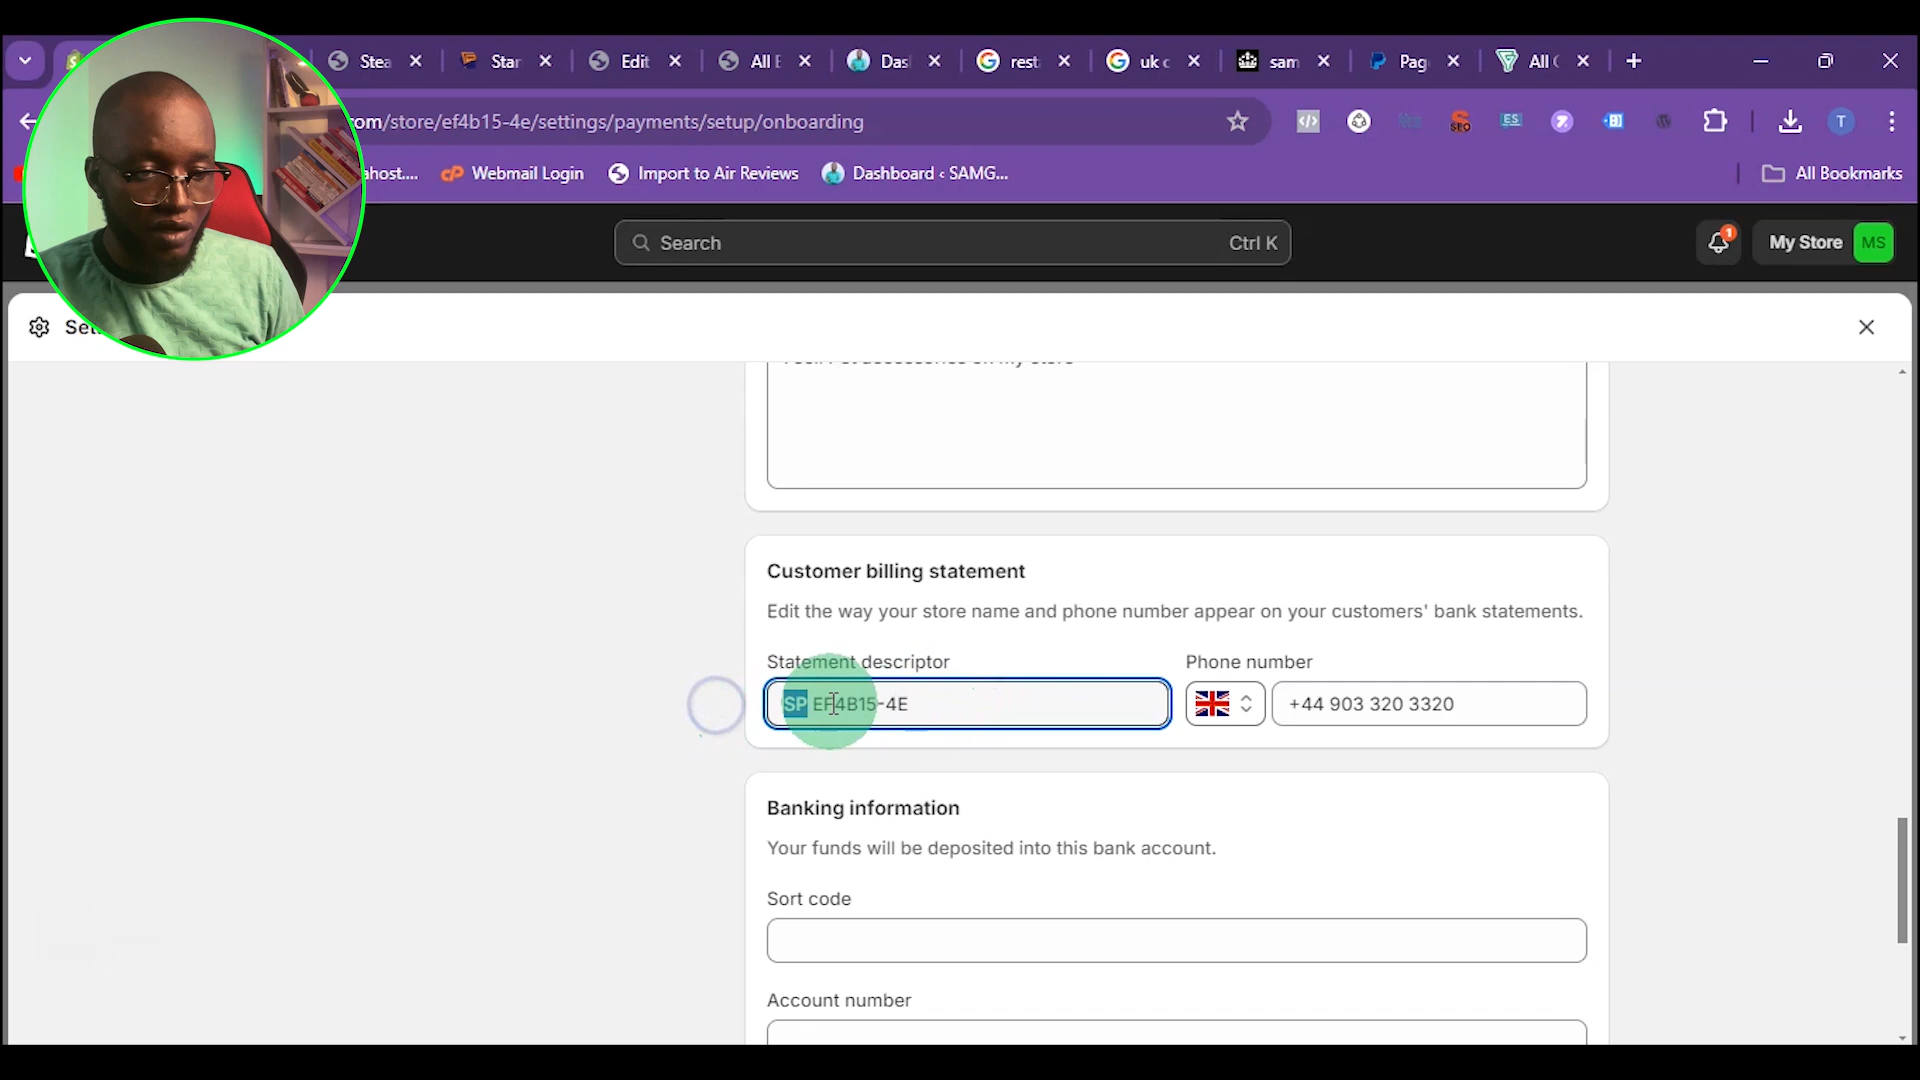 Stea
Star
Edit
All E
Das
rest
uk c
sam
Pag
All (
om/store/ef4b15-4e/settings/payments/setup/onboarding
SEO
ES
T
ahost....
Webmail Login
Import to Air Reviews
Dashboard ‹ SAMG...
All Bookmarks
Search
Ctrl K
1
My Store
MS
Customer billing statement
Edit the way your store name and phone number appear on your customers' bank statements.
Statement descriptor
Phone number
SP EF4B15-4E
+44 903 320 3320
Banking information
Your funds will be deposited into this bank account.
Sort code
Account number